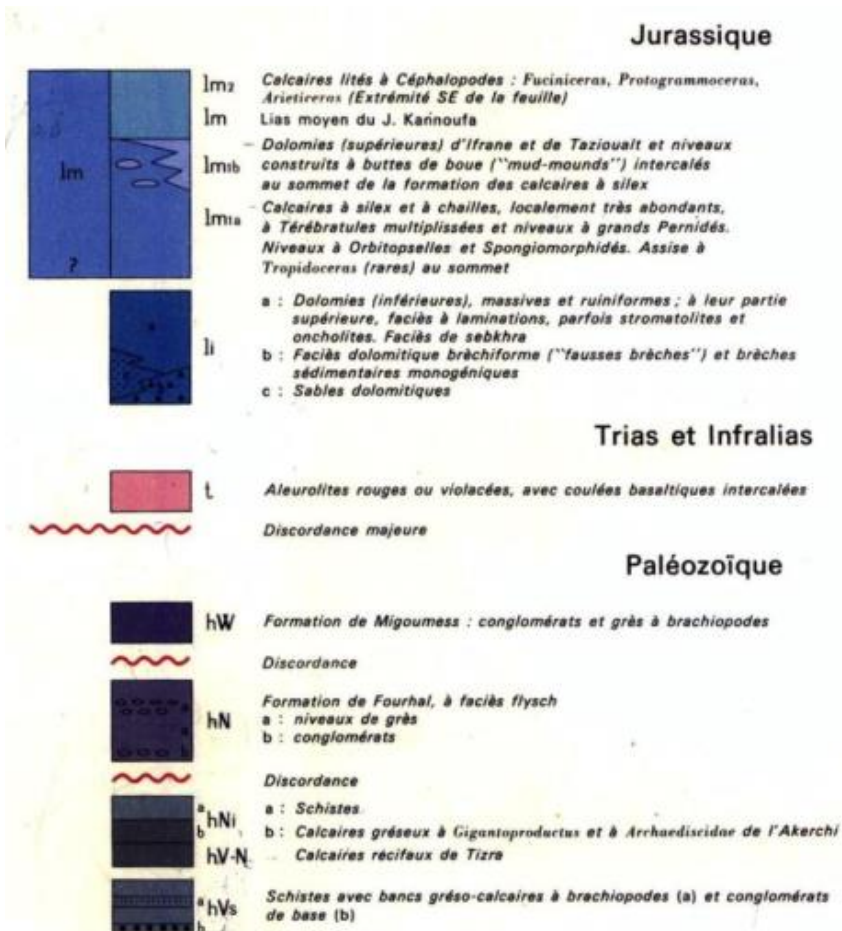 Jurassique
lm2 Calcaires lités à Céphalopodes : Fuciniceras, Protogrammoceras,
Arieticeras (Extrémité SE de la feuille)
lm Lias moyen du J. Karinoufa
lm
lm1b Dolomies (supérieures) d'Ifrane et de Tazioualt et niveaux
construits à buttes de boue ("mud-mounds") intercalés
au sommet de la formation des calcaires à silex
lm1a Calcaires à silex et à chailles, localement très abondants,
à Térébratules multiplissées et niveaux à grands Pernidés.
Niveaux à Orbitopselles et Spongiomorphidés. Assise à
Tropidoceras (rares) au sommet
?
li
a : Dolomies (inférieures), massives et ruiniformes ; à leur partie
supérieure, faciès à laminations, parfois stromatolites et
oncholites. Faciès de sebkhra
b : Faciès dolomitique brèchiforme ("fausses brèches") et brèches
sédimentaires monogéniques
c : Sables dolomitiques
Trias et Infralias
t Aleurolites rouges ou violacées, avec coulées basaltiques intercalées
Discordance majeure
Paléozoïque
hW Formation de Migoumess : conglomérats et grès à brachiopodes
Discordance
hN Formation de Fourhal, à faciès flysch
a : niveaux de grès
b : conglomérats
a
a
b
Discordance
a hNi a : Schistes
b b : Calcaires gréseux à Gigantoproductus et à Archaediscidae de l'Akerchi
hV-N Calcaires récifaux de Tizra
a hVs Schistes avec bancs gréso-calcaires à brachiopodes (a) et conglomérats
b de base (b)